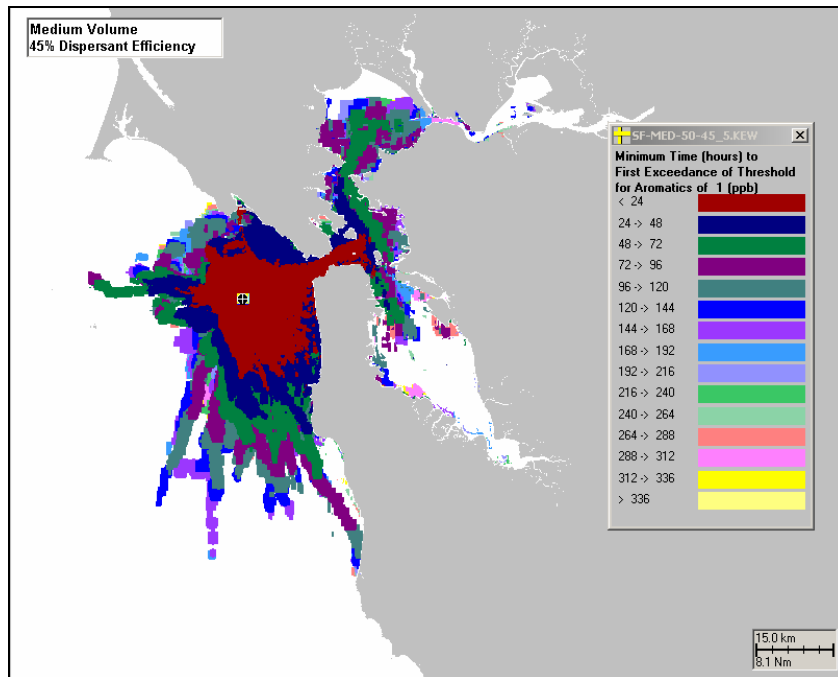 Medium Volume
45% Dispersant Efficiency
SF-MED-50-45_5.KEW
Minimum Time (hours) to
First Exceedance of Threshold
for Aromatics of 1 (ppb)
< 24
24 -> 48
48 -> 72
72 -> 96
96 -> 120
120 -> 144
144 -> 168
168 -> 192
192 -> 216
216 -> 240
240 -> 264
264 -> 288
288 -> 312
312 -> 336
> 336
15.0 km
8.1 Nm